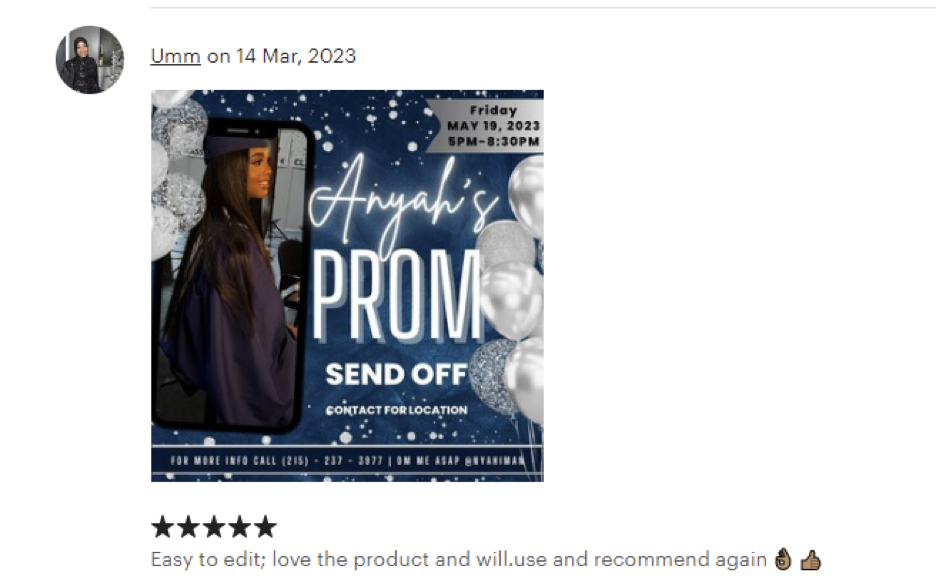 Umm on 14 Mar, 2023
Friday
MAY 19, 2023
5PM-8:30PM
Anyah's
PROM
SEND OFF
CONTACT FOR LOCATION
FOR MORE INFO CALL (215) - 237 - 3977 | DM ME ASAP @NYAHIMAN
Easy to edit; love the product and will.use and recommend again 👌🏽 👍🏽